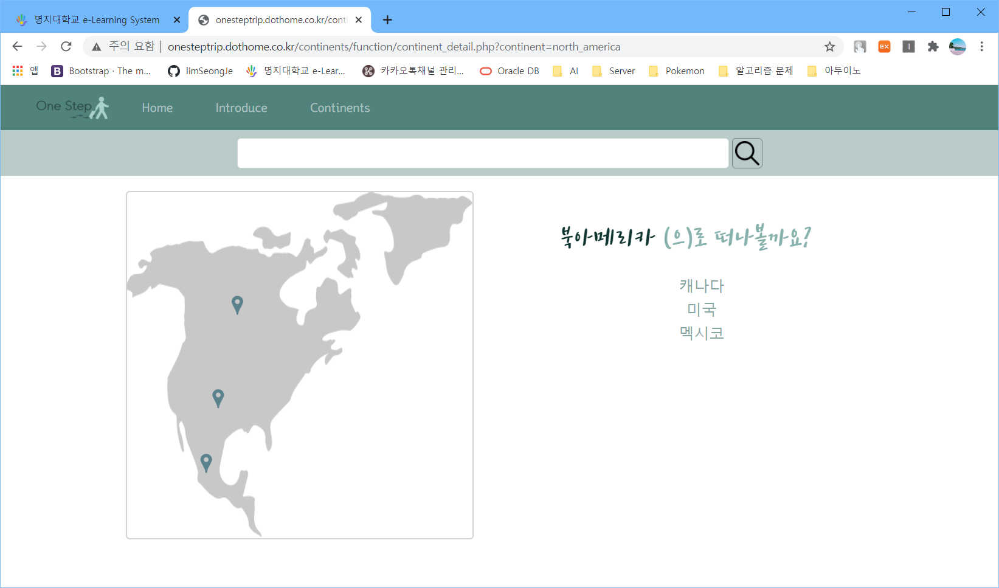 명지대학교 e-Learning System
onesteptrip.dothome.co.kr/conti
주의 요함 | onesteptrip.dothome.co.kr/continents/function/continent_detail.php?continent=north_america
EX
앱
B Bootstrap · The m...
limSeongJe
명지대학교 e-Lear...
카카오톡채널 관리...
Oracle DB
AI
Server
Pokemon
알고리즘 문제
아두이노
One Step
Home
Introduce
Continents
북아메리카 (으)로 떠나볼까요?
캐나다
미국
멕시코